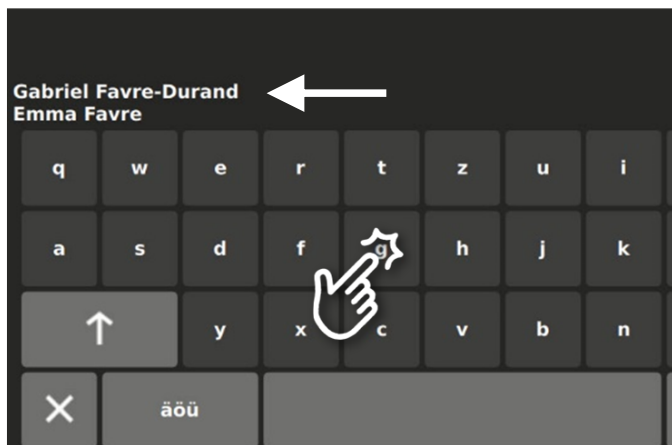 Gabriel Favre-Durand
Emma Favre
q w e r t z u i
a s d f g h j k
↑ y x c v b n
× äöü